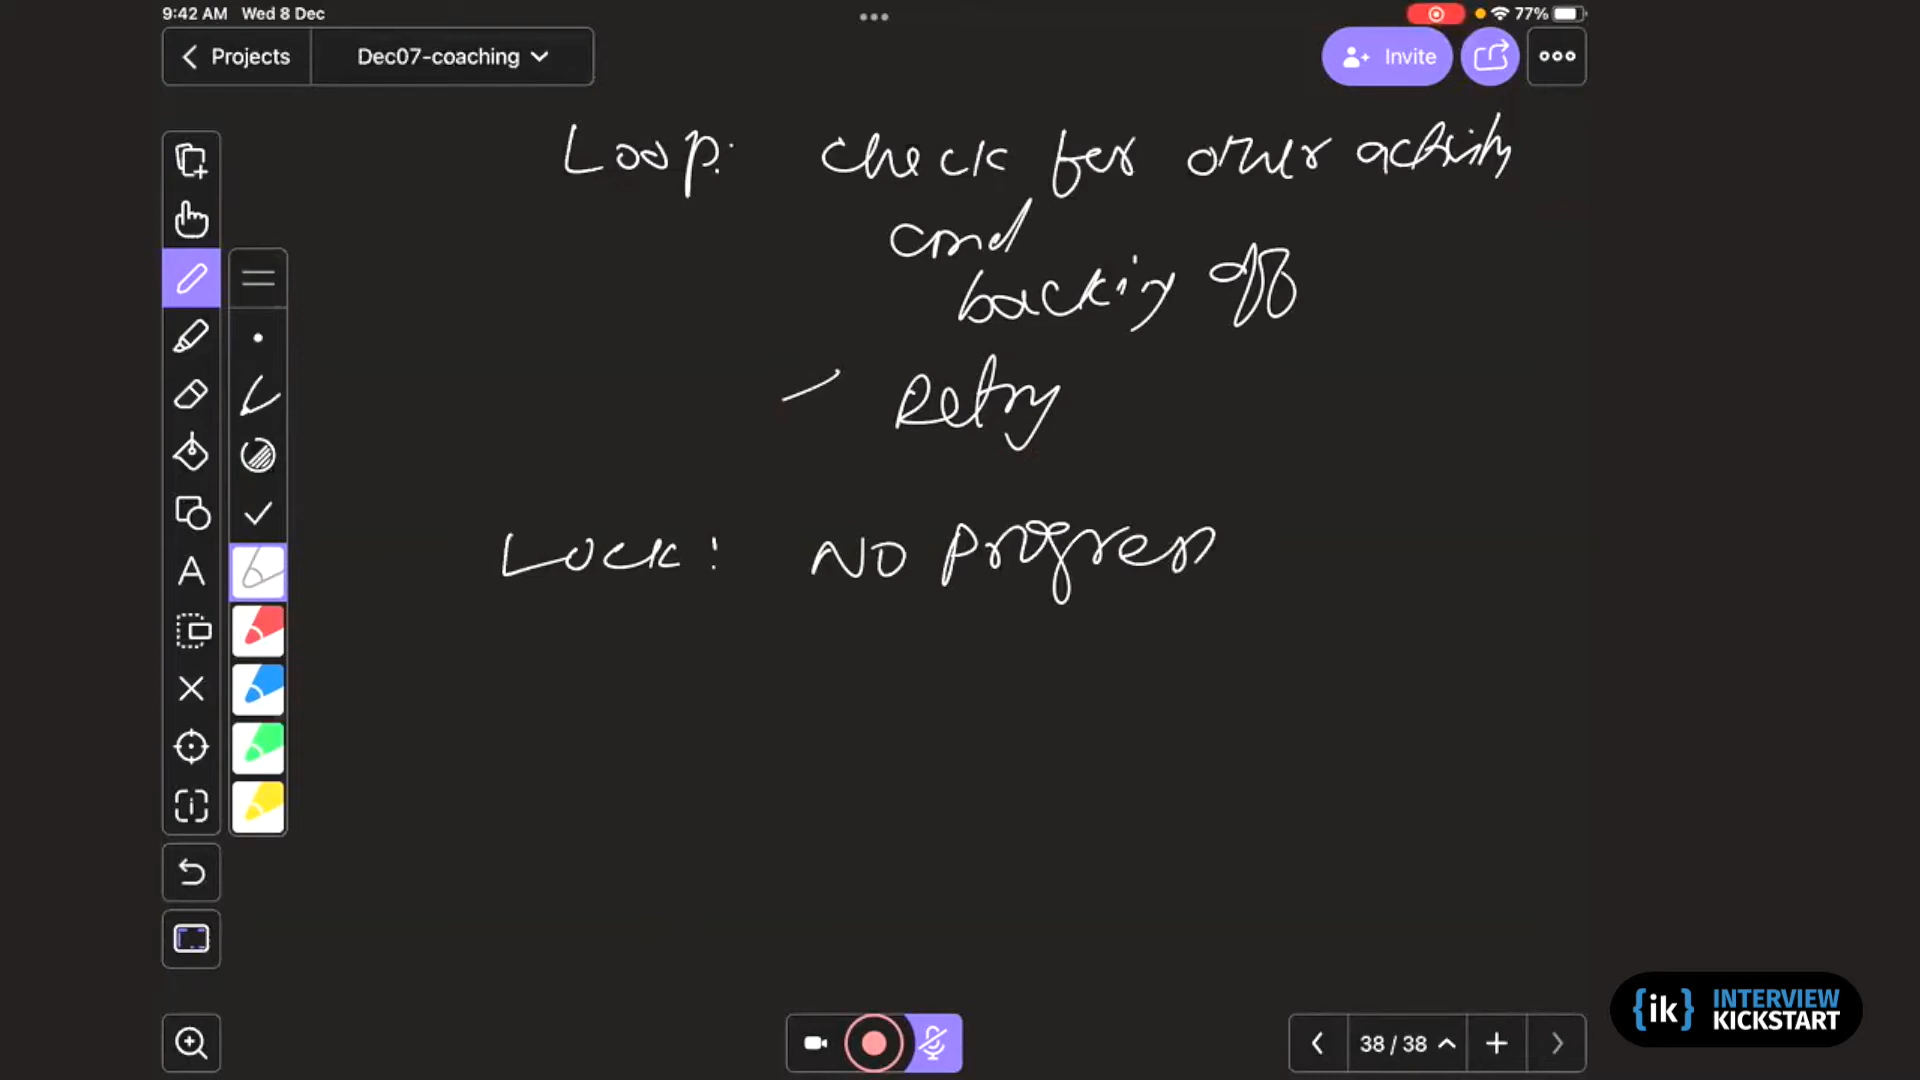 9:42 AM Wed 8 Dec
77%
Projects
Dec07-coaching
Invite
Loop: check for other activity
and
backing off
- Retry
Lock: No progress
A
38 / 38
{ik} INTERVIEW
KICKSTART